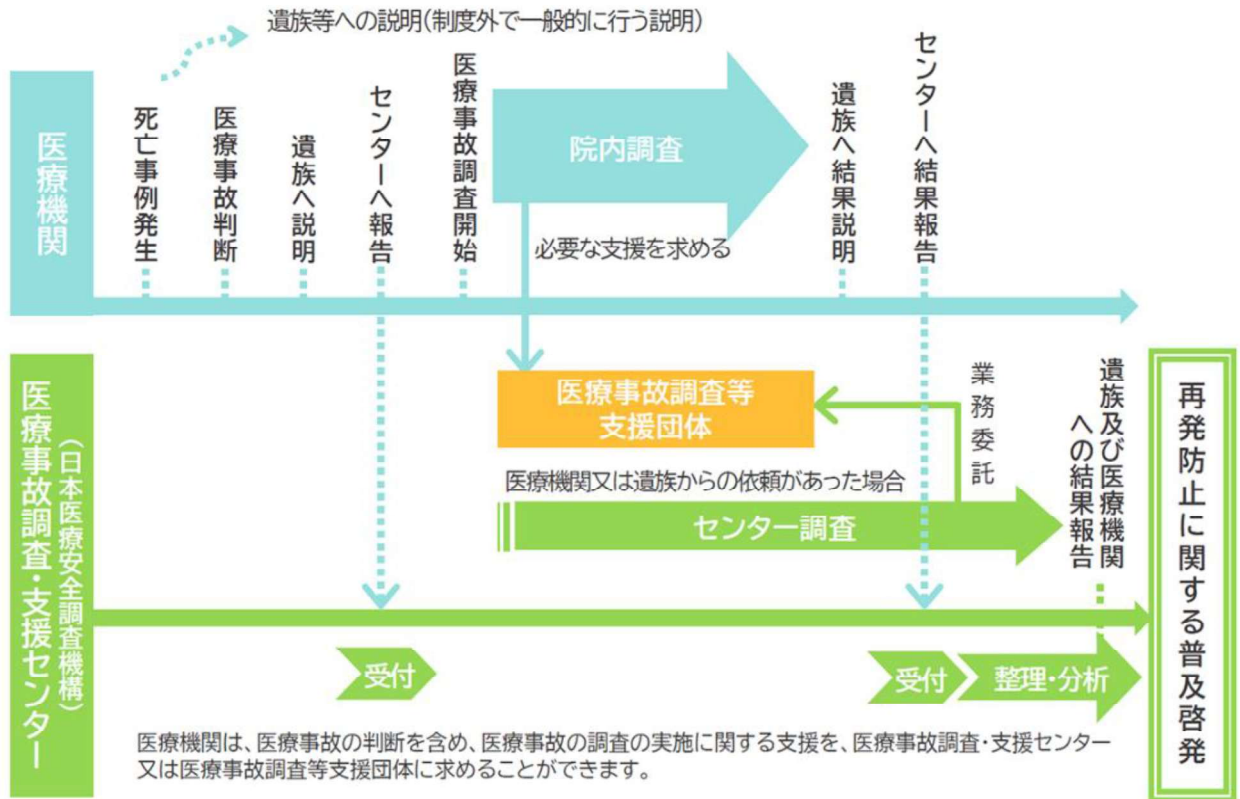 遺族等への説明(制度外で一般的に行う説明)
医療機関
死亡事例発生
医療事故判断
遺族へ説明
センターへ報告
医療事故調査開始
院内調査
必要な支援を求める
遺族へ結果説明
センターへ結果報告
医療事故調査・支援センター
(日本医療安全調査機構)
医療事故調査等
支援団体
業務委託
医療機関又は遺族からの依頼があった場合
センター調査
遺族及び医療機関
への結果報告
受付
受付
整理・分析
再発防止に関する普及啓発
医療機関は、医療事故の判断を含め、医療事故の調査の実施に関する支援を、医療事故調査・支援センター
又は医療事故調査等支援団体に求めることができます。